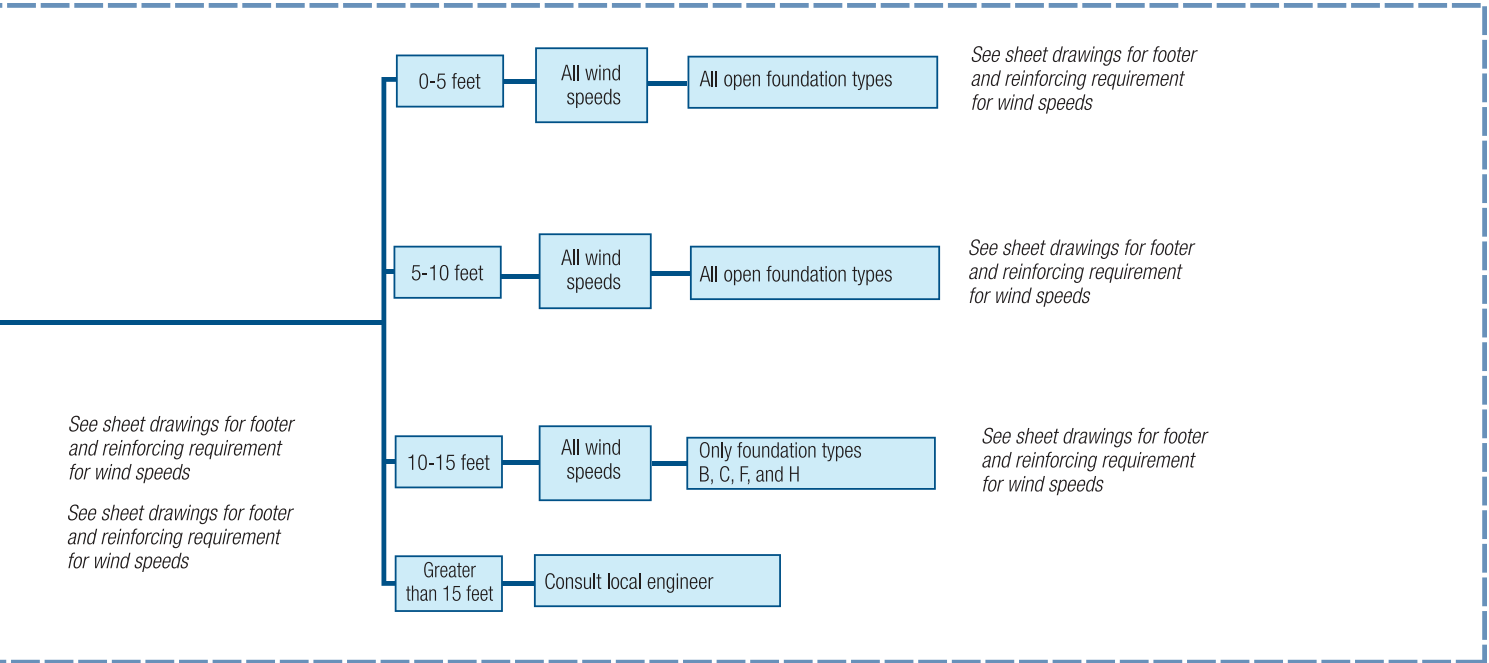 0-5 feet
All wind
speeds
All open foundation types
See sheet drawings for footer
and reinforcing requirement
for wind speeds
5-10 feet
All wind
speeds
All open foundation types
See sheet drawings for footer
and reinforcing requirement
for wind speeds
See sheet drawings for footer
and reinforcing requirement
for wind speeds
See sheet drawings for footer
and reinforcing requirement
for wind speeds
10-15 feet
All wind
speeds
Only foundation types
B, C, F, and H
See sheet drawings for footer
and reinforcing requirement
for wind speeds
Greater
than 15 feet
Consult local engineer